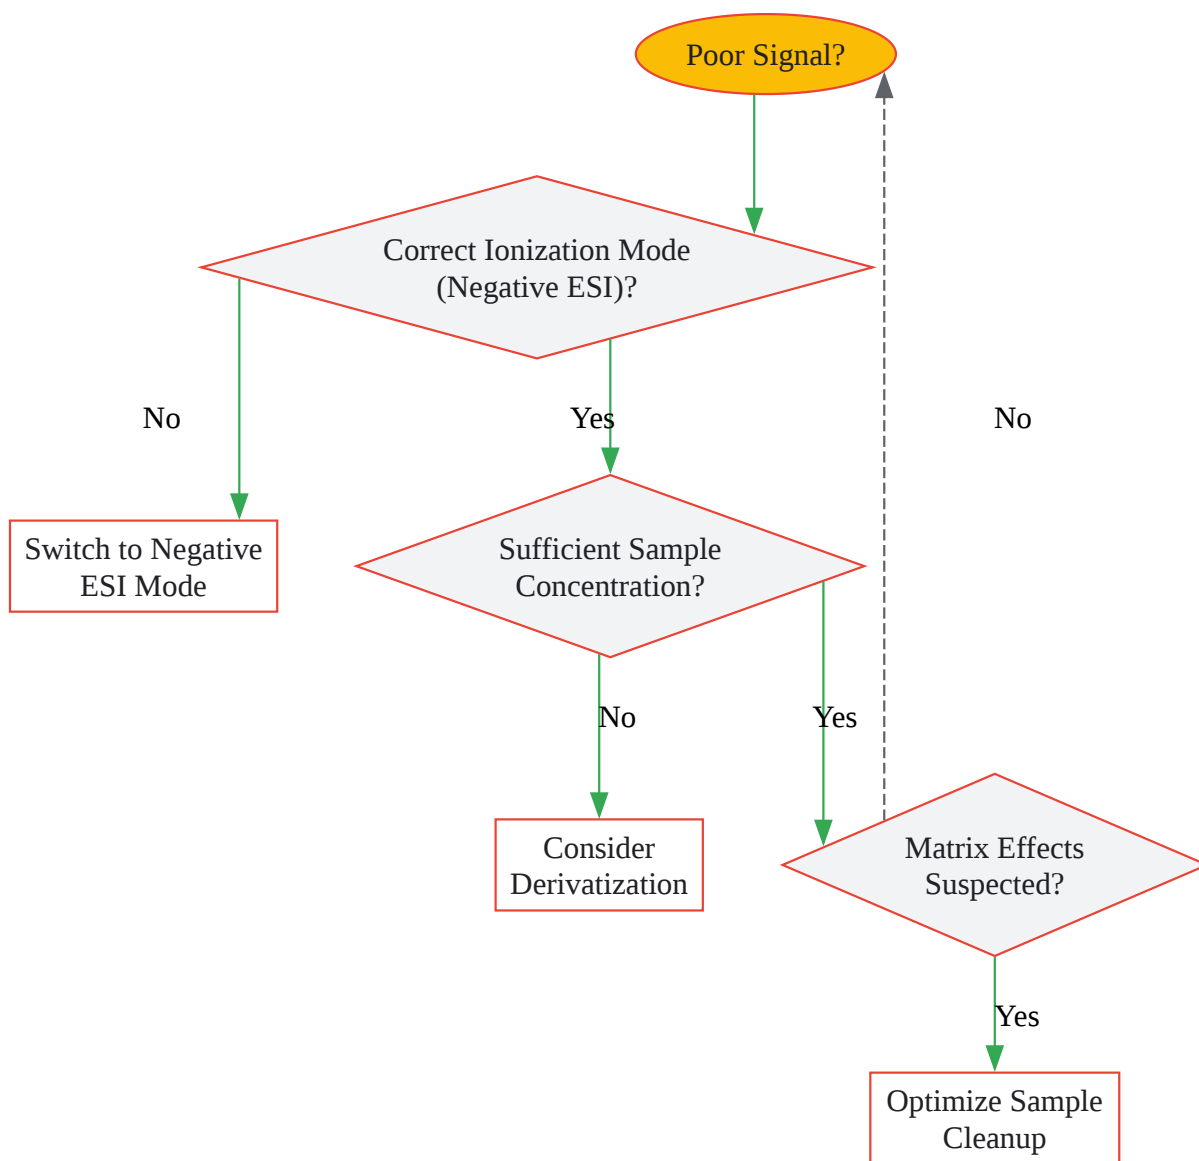 Poor Signal?
Correct Ionization Mode
(Negative ESI)?
No
Yes
No
Switch to Negative
ESI Mode
Sufficient Sample
Concentration?
No
Yes
Consider
Derivatization
Matrix Effects
Suspected?
Yes
Optimize Sample
Cleanup